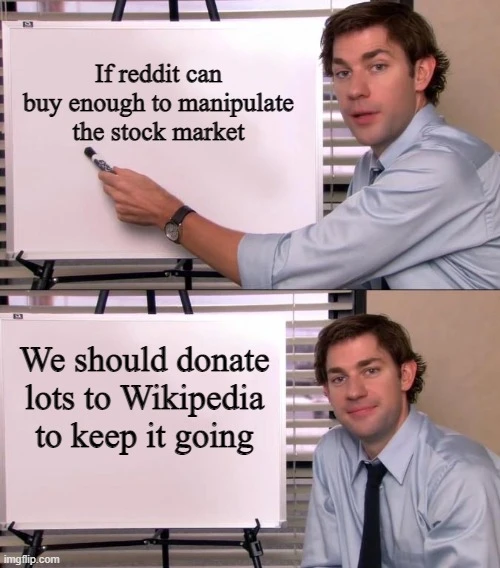 If reddit can
buy enough to manipulate
the stock market
We should donate
lots to Wikipedia
to keep it going
imgflip.com